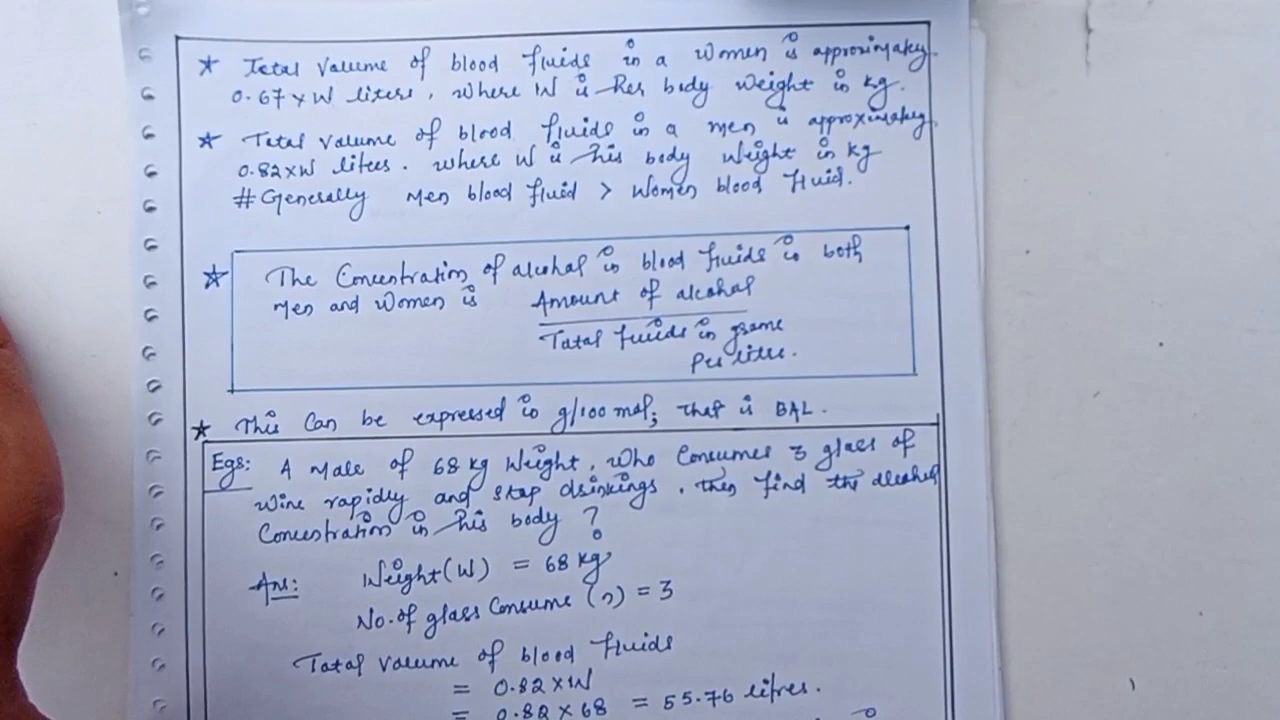 ★ Total Volume of blood fluids in a Women is approximately.
0.67 x W liters, where W is Her body Weight in kg.
★ Total Volume of blood fluids in a men is approximately.
0.82xW litres. where W is his body Weight in kg
# Generally Men blood fluid > Women blood fluid.
★ The Concentration of alcohol in blood fluids in both
Men and Women is Amount of alcohal
Total fluids in grame
Per litre.
★ This Can be expressed in g/100 mL; that is BAL.
Egs: A Male of 68 kg Weight, Who Consumes 3 glass of
Wine rapidly and stop drinkings, then find the alcohol
Concentration in his body ?
Ans: Weight (W) = 68 kg
No. of glass Consume (n) = 3
Total Volume of blood fluids
= 0.82 x W
= 0.82 x 68 = 55.76 litres.